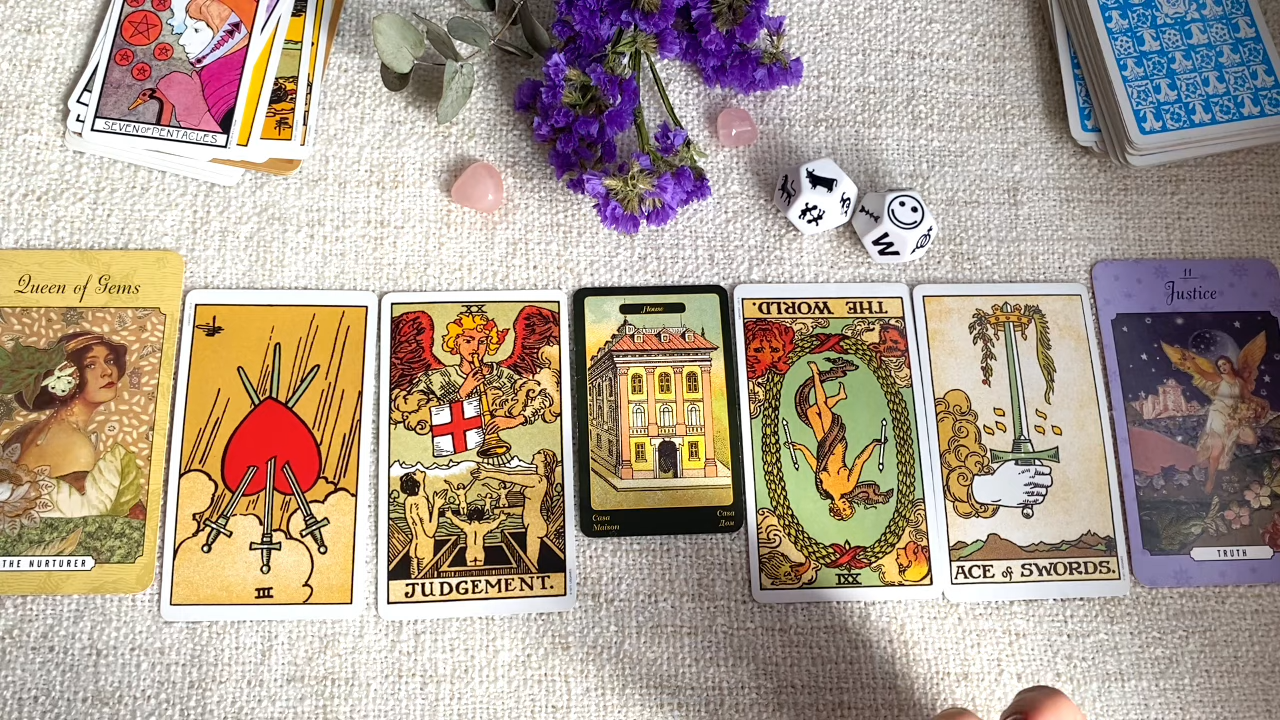 SEVEN OF PENTACLES
Queen of Gems
THE NURTURER
III
XX
JUDGEMENT.
House
Casa
Maison
Casa
Дом
THE WORLD.
XXI
ACE of SWORDS.
11
Justice
TRUTH